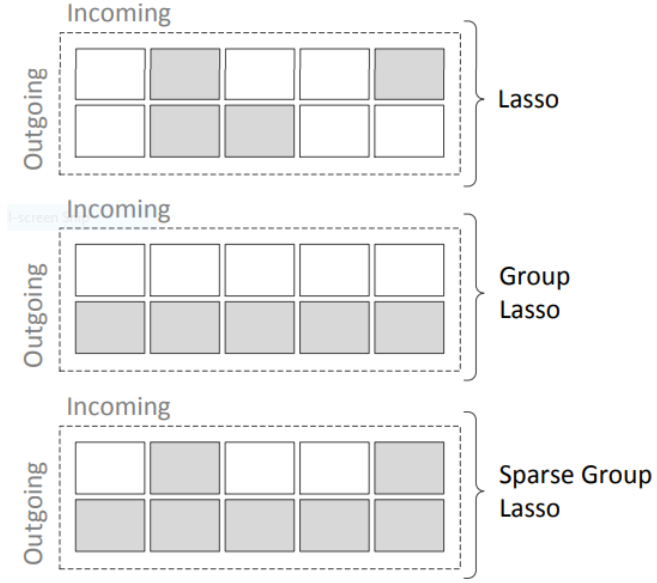 Incoming
Outgoing
Lasso
Incoming
Outgoing
Group
Lasso
Incoming
Outgoing
Sparse Group
Lasso